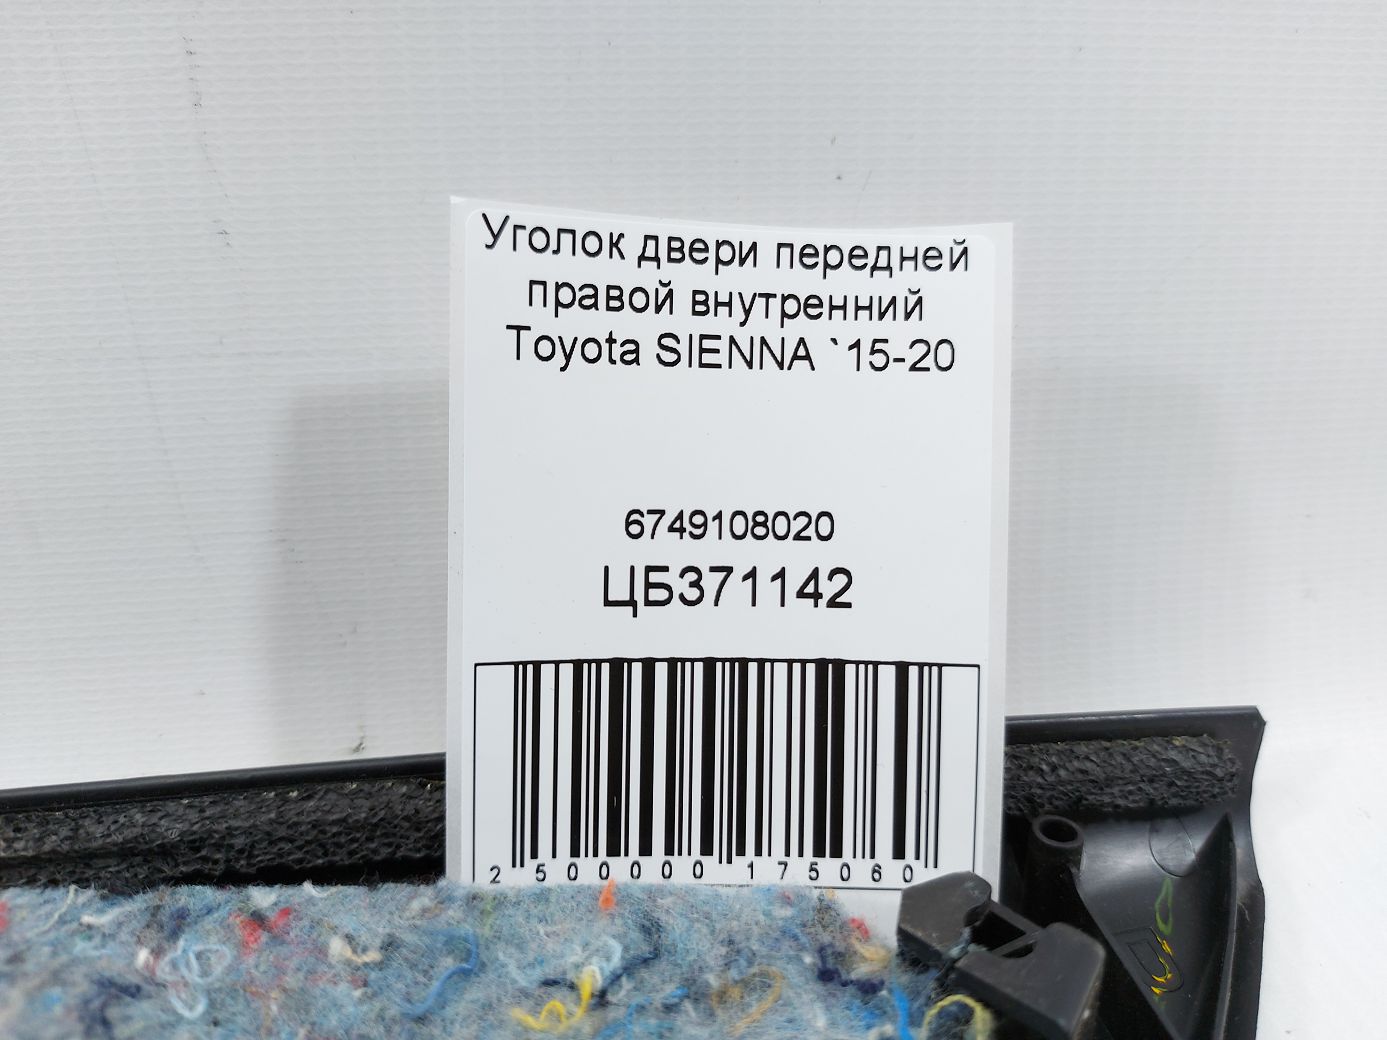 Уголок двери передней
правой внутренний
Toyota SIENNA `15-20
6749108020
ЦБ371142
2 500000 175060